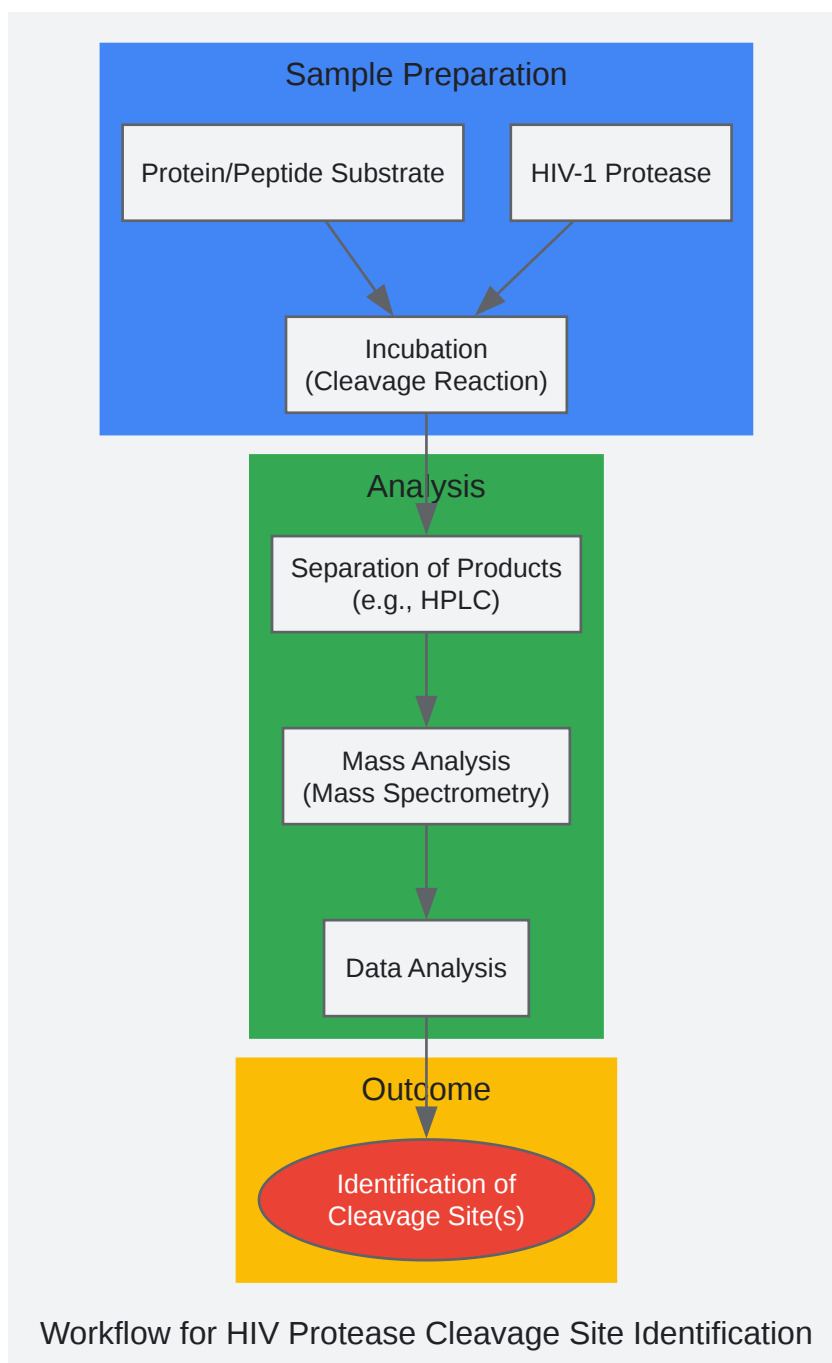 Sample Preparation
Protein/Peptide Substrate
HIV-1 Protease
Incubation
(Cleavage Reaction)
Analysis
Separation of Products
(e.g., HPLC)
Mass Analysis
(Mass Spectrometry)
Data Analysis
Outcome
Identification of
Cleavage Site(s)
Workflow for HIV Protease Cleavage Site Identification